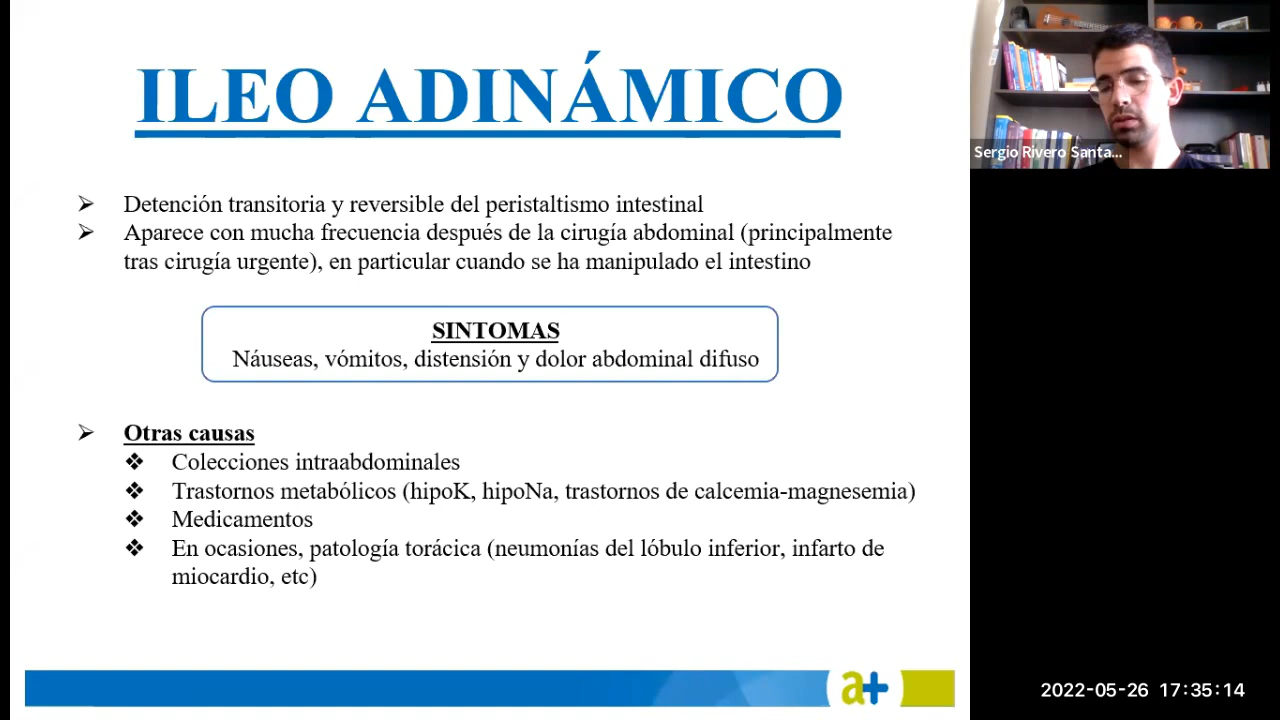 ILEO ADINÁMICO
Sergio Rivero Santa...
➢ Detención transitoria y reversible del peristaltismo intestinal
➢ Aparece con mucha frecuencia después de la cirugía abdominal (principalmente
tras cirugía urgente), en particular cuando se ha manipulado el intestino
SINTOMAS
Náuseas, vómitos, distensión y dolor abdominal difuso
➢ Otras causas
❖ Colecciones intraabdominales
❖ Trastornos metabólicos (hipoK, hipoNa, trastornos de calcemia-magnesemia)
❖ Medicamentos
❖ En ocasiones, patología torácica (neumonías del lóbulo inferior, infarto de
miocardio, etc)
a+
2022-05-26 17:35:14